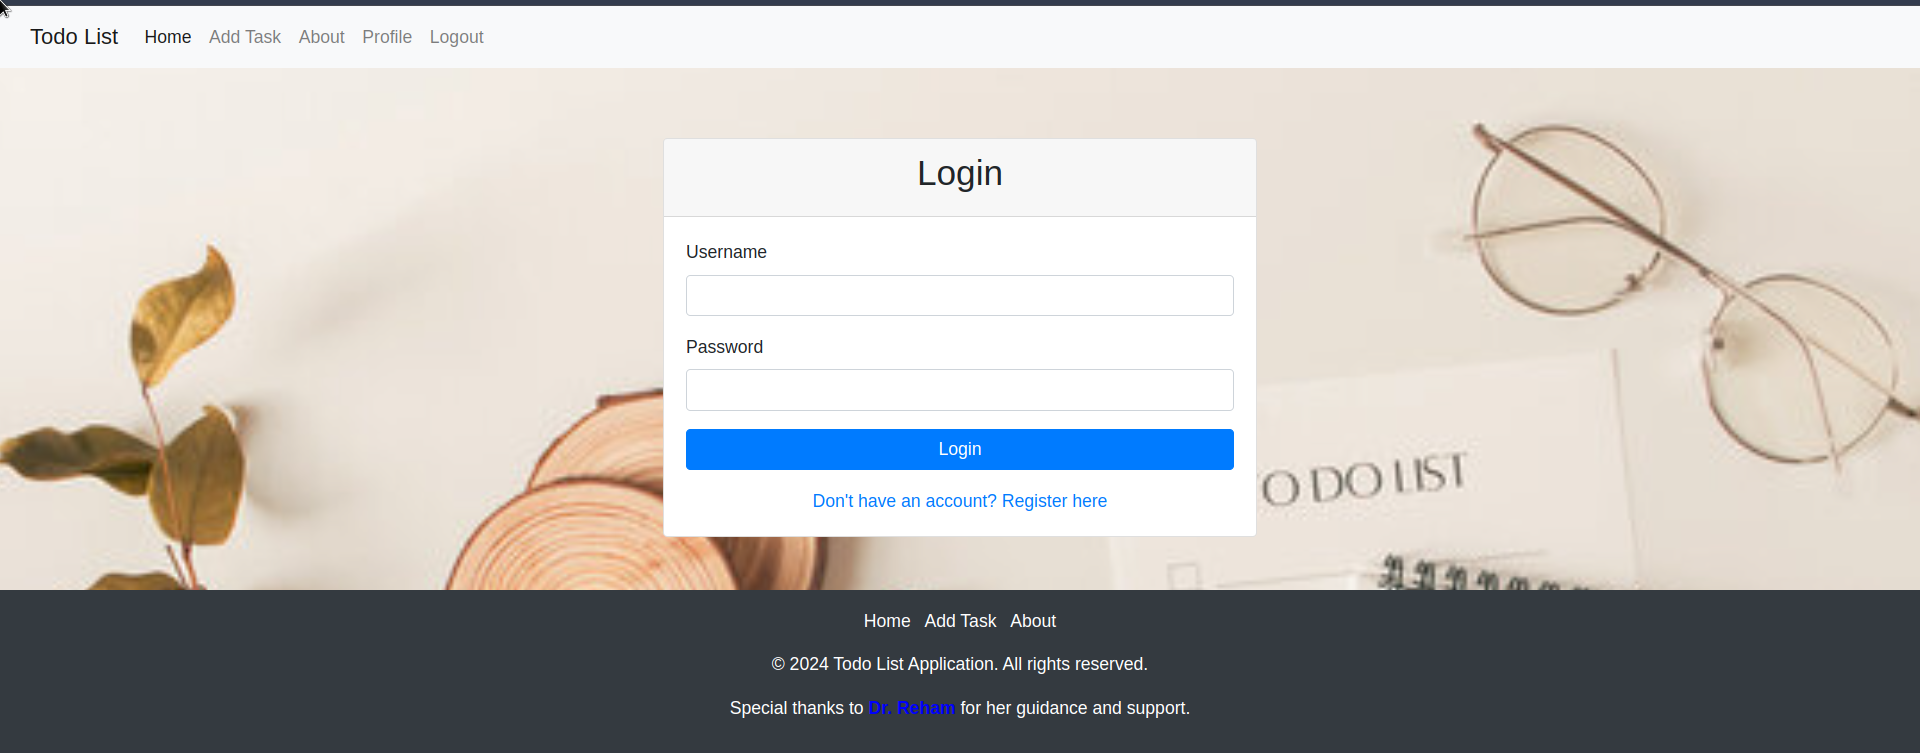 Todo List Home Add Task About Profile Logout
Login
Username
Password
Login
Don't have an account? Register here
O DO LIST
Home Add Task About
© 2024 Todo List Application. All rights reserved.
Special thanks to Dr. Reham for her guidance and support.